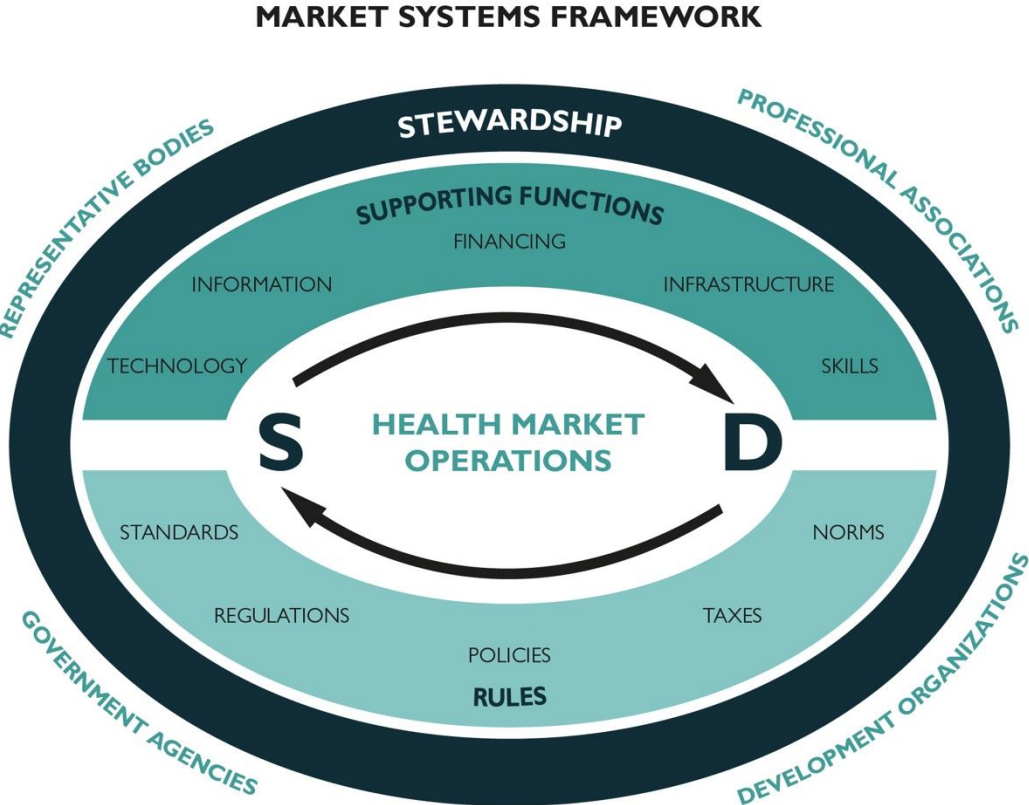 MARKET SYSTEMS FRAMEWORK
STEWARDSHIP
REPRESENTATIVE BODIES
PROFESSIONAL ASSOCIATIONS
SUPPORTING FUNCTIONS
FINANCING
INFORMATION
INFRASTRUCTURE
TECHNOLOGY
SKILLS
S
HEALTH MARKET
OPERATIONS
D
STANDARDS
NORMS
REGULATIONS
TAXES
POLICIES
RULES
GOVERNMENT AGENCIES
DEVELOPMENT ORGANIZATIONS